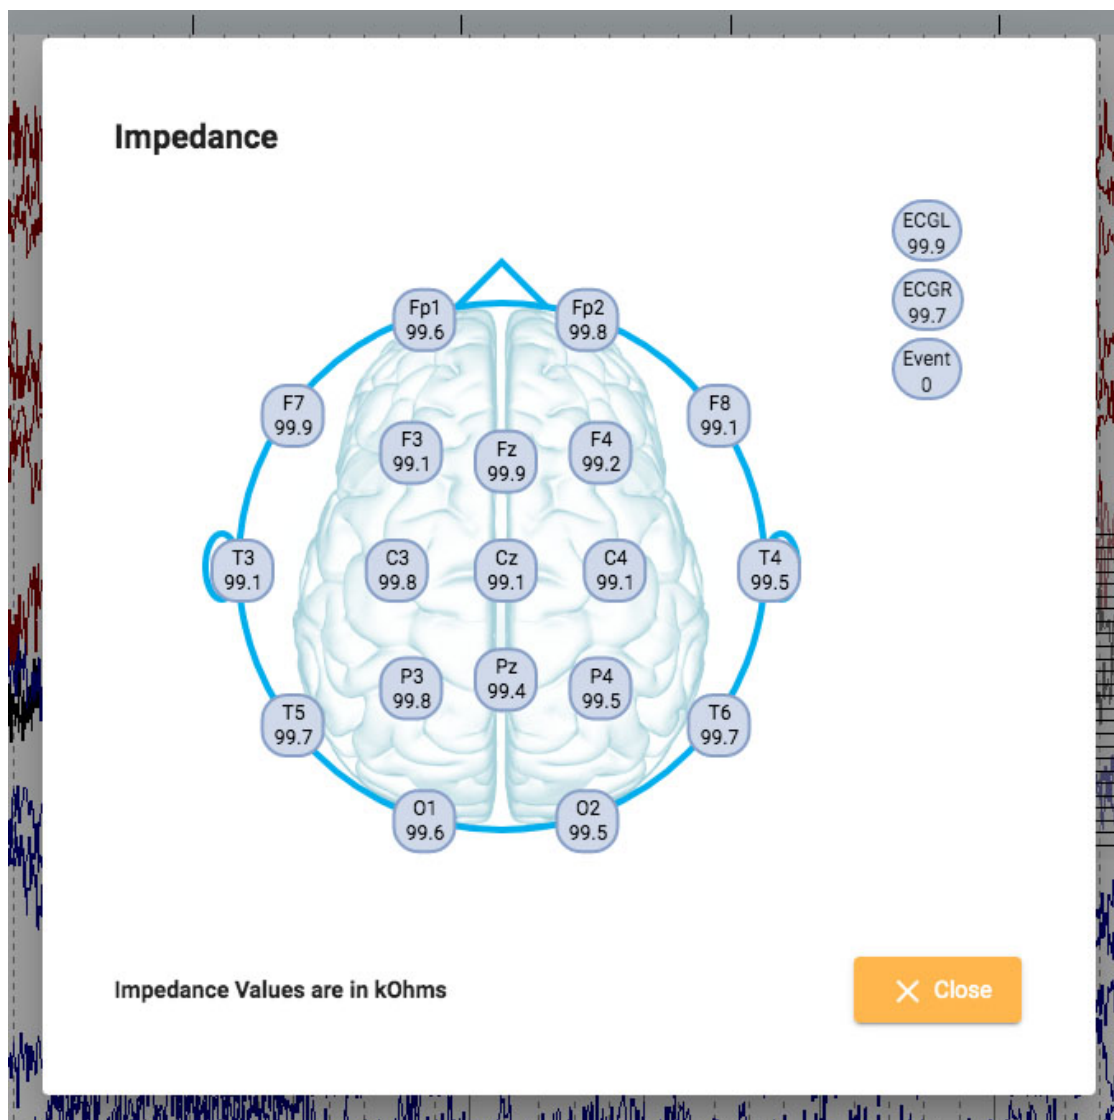 Impedance
ECGL
99.9
ECGR
99.7
Event
0
Fp1
99.6
Fp2
99.8
F7
99.9
F8
99.1
F3
99.1
Fz
99.9
F4
99.2
T3
99.1
C3
99.8
Cz
99.1
C4
99.1
T4
99.5
P3
99.8
Pz
99.4
P4
99.5
T5
99.7
T6
99.7
O1
99.6
O2
99.5
Impedance Values are in kOhms
Close